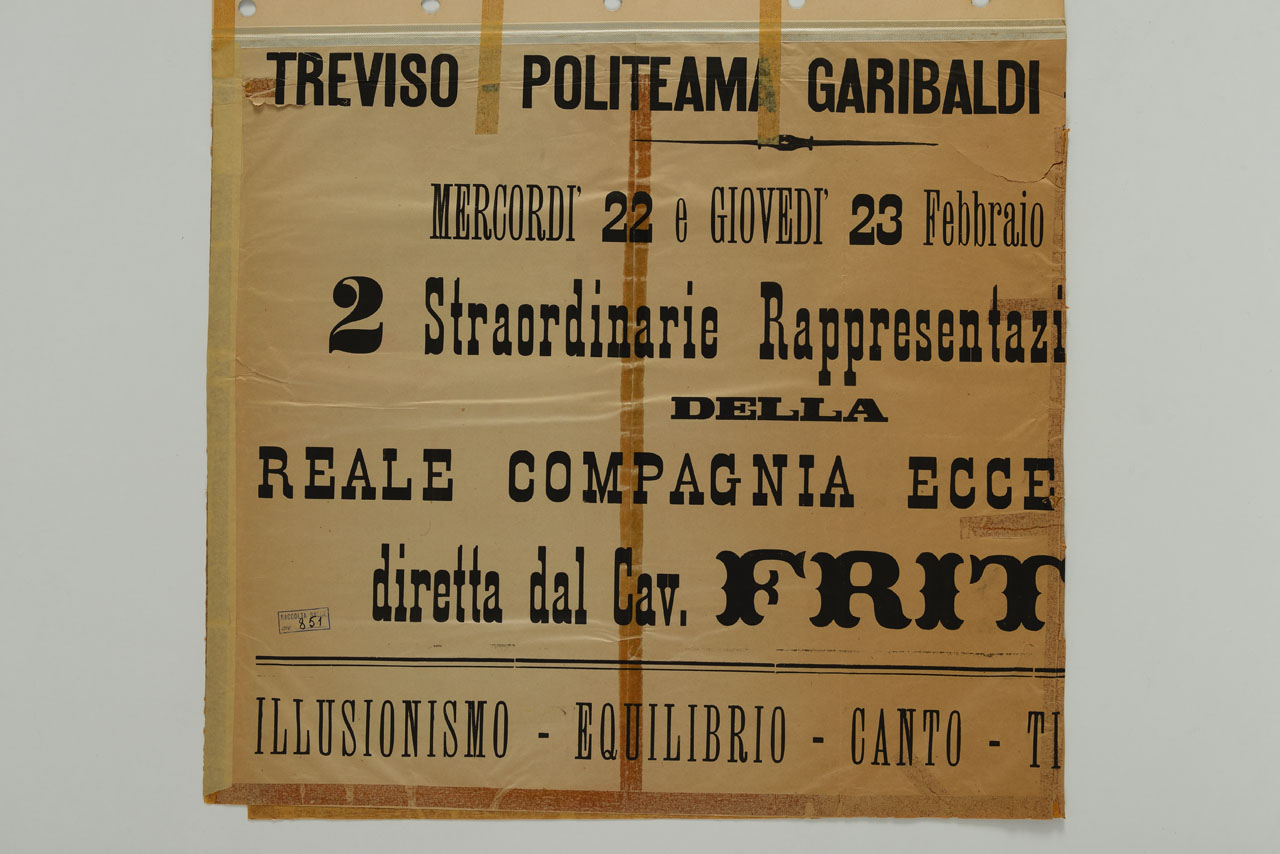 TREVISO POLITEAMA GARIBALDI
MERCORDI' 22 e GIOVEDI' 23 Febbraio
2 Straordinarie Rappresentazi
DELLA
REALE COMPAGNIA ECCE
diretta dal Cav. FRIT
RACCOLTA
851
ILLUSIONISMO - EQUILIBRIO - CANTO - TI